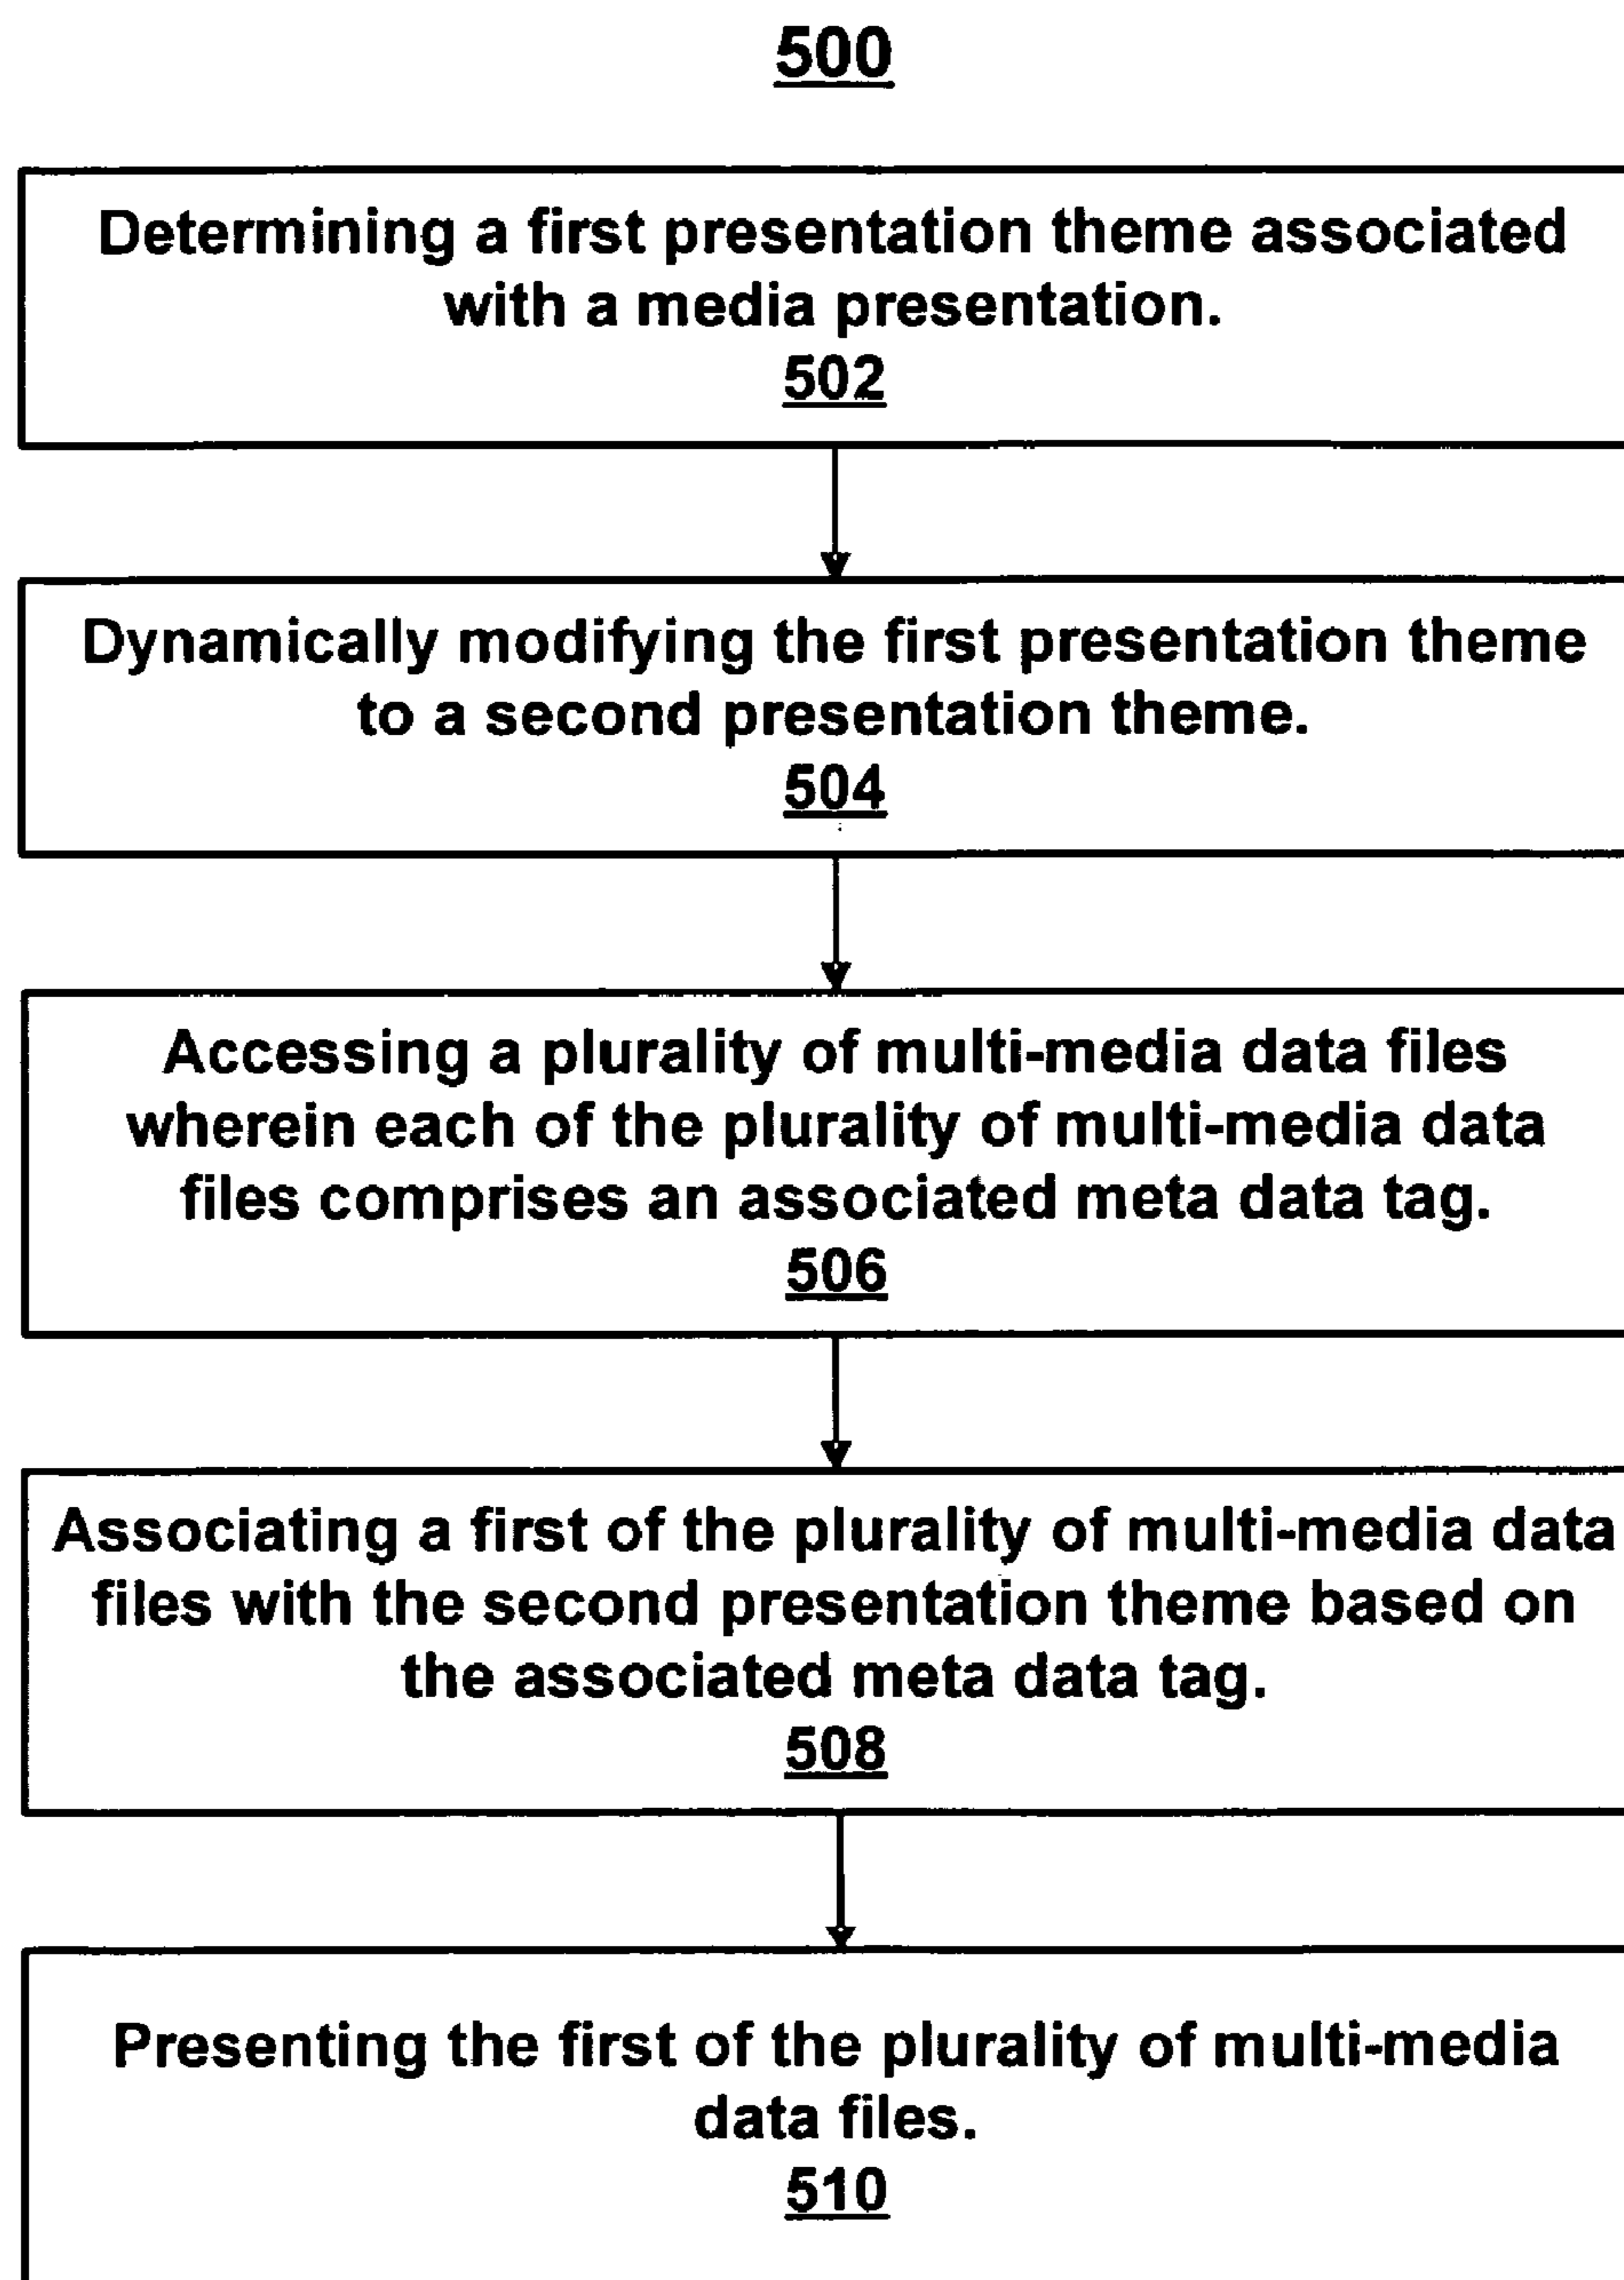 500
Determining a first presentation theme associated
with a media presentation.
502
Dynamically modifying the first presentation theme
to a second presentation theme.
504
Accessing a plurality of multi-media data files
wherein each of the plurality of multi-media data
files comprises an associated meta data tag.
506
Associating a first of the plurality of multi-media data
files with the second presentation theme based on
the associated meta data tag.
508
Presenting the first of the plurality of multi-media
data files.
510